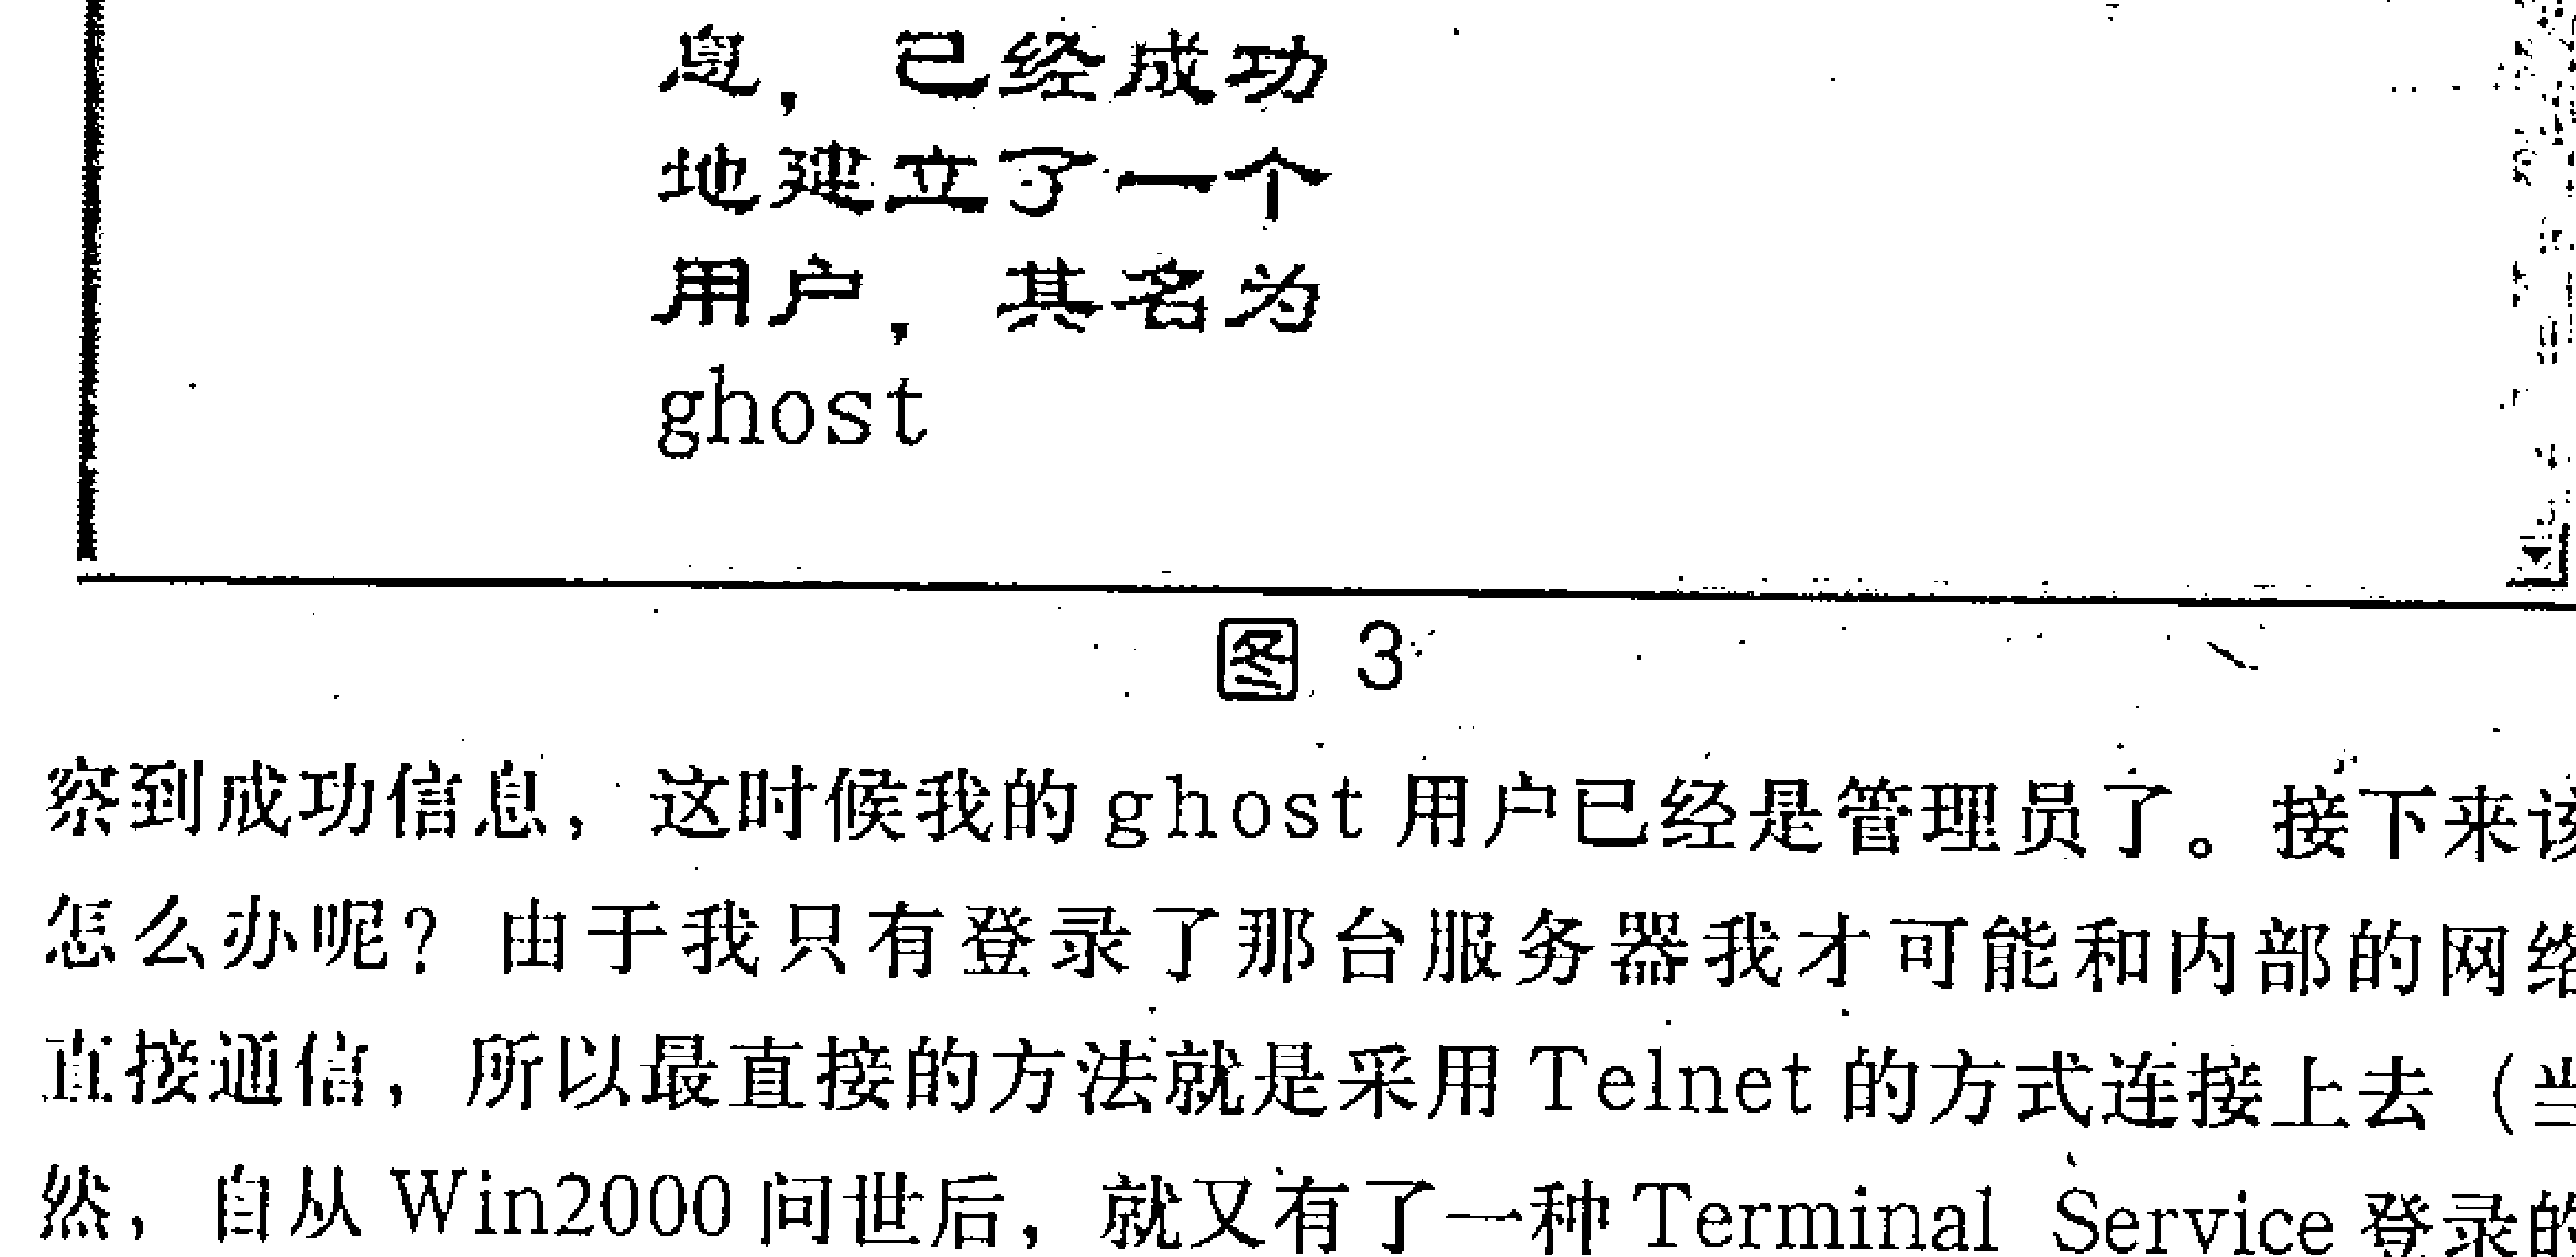 息，已经成功
地建立了一个
用户，其名为
ghost
图 3
察到成功信息，这时候我的 ghost 用户已经是管理员了。接下来该
怎么办呢？由于我只有登录了那台服务器我才可能和内部的网络
直接通信，所以最直接的方法就是采用 Telnet 的方式连接上去（当
然，自从 Win2000 问世后，就又有了一种 Terminal Service 登录的